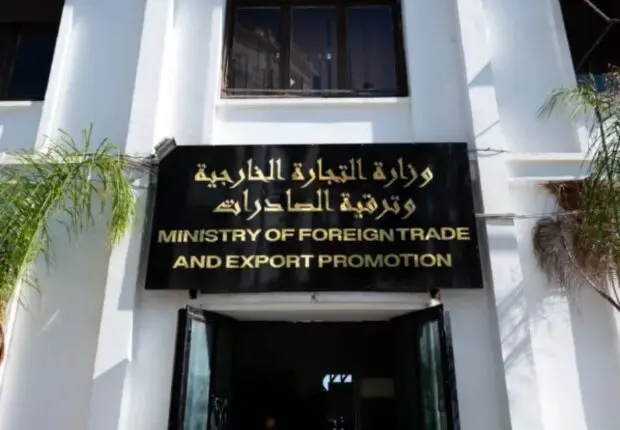 وزارة التجارة الخارجية
وترقية الصادرات
MINISTRY OF FOREIGN TRADE
AND EXPORT PROMOTION